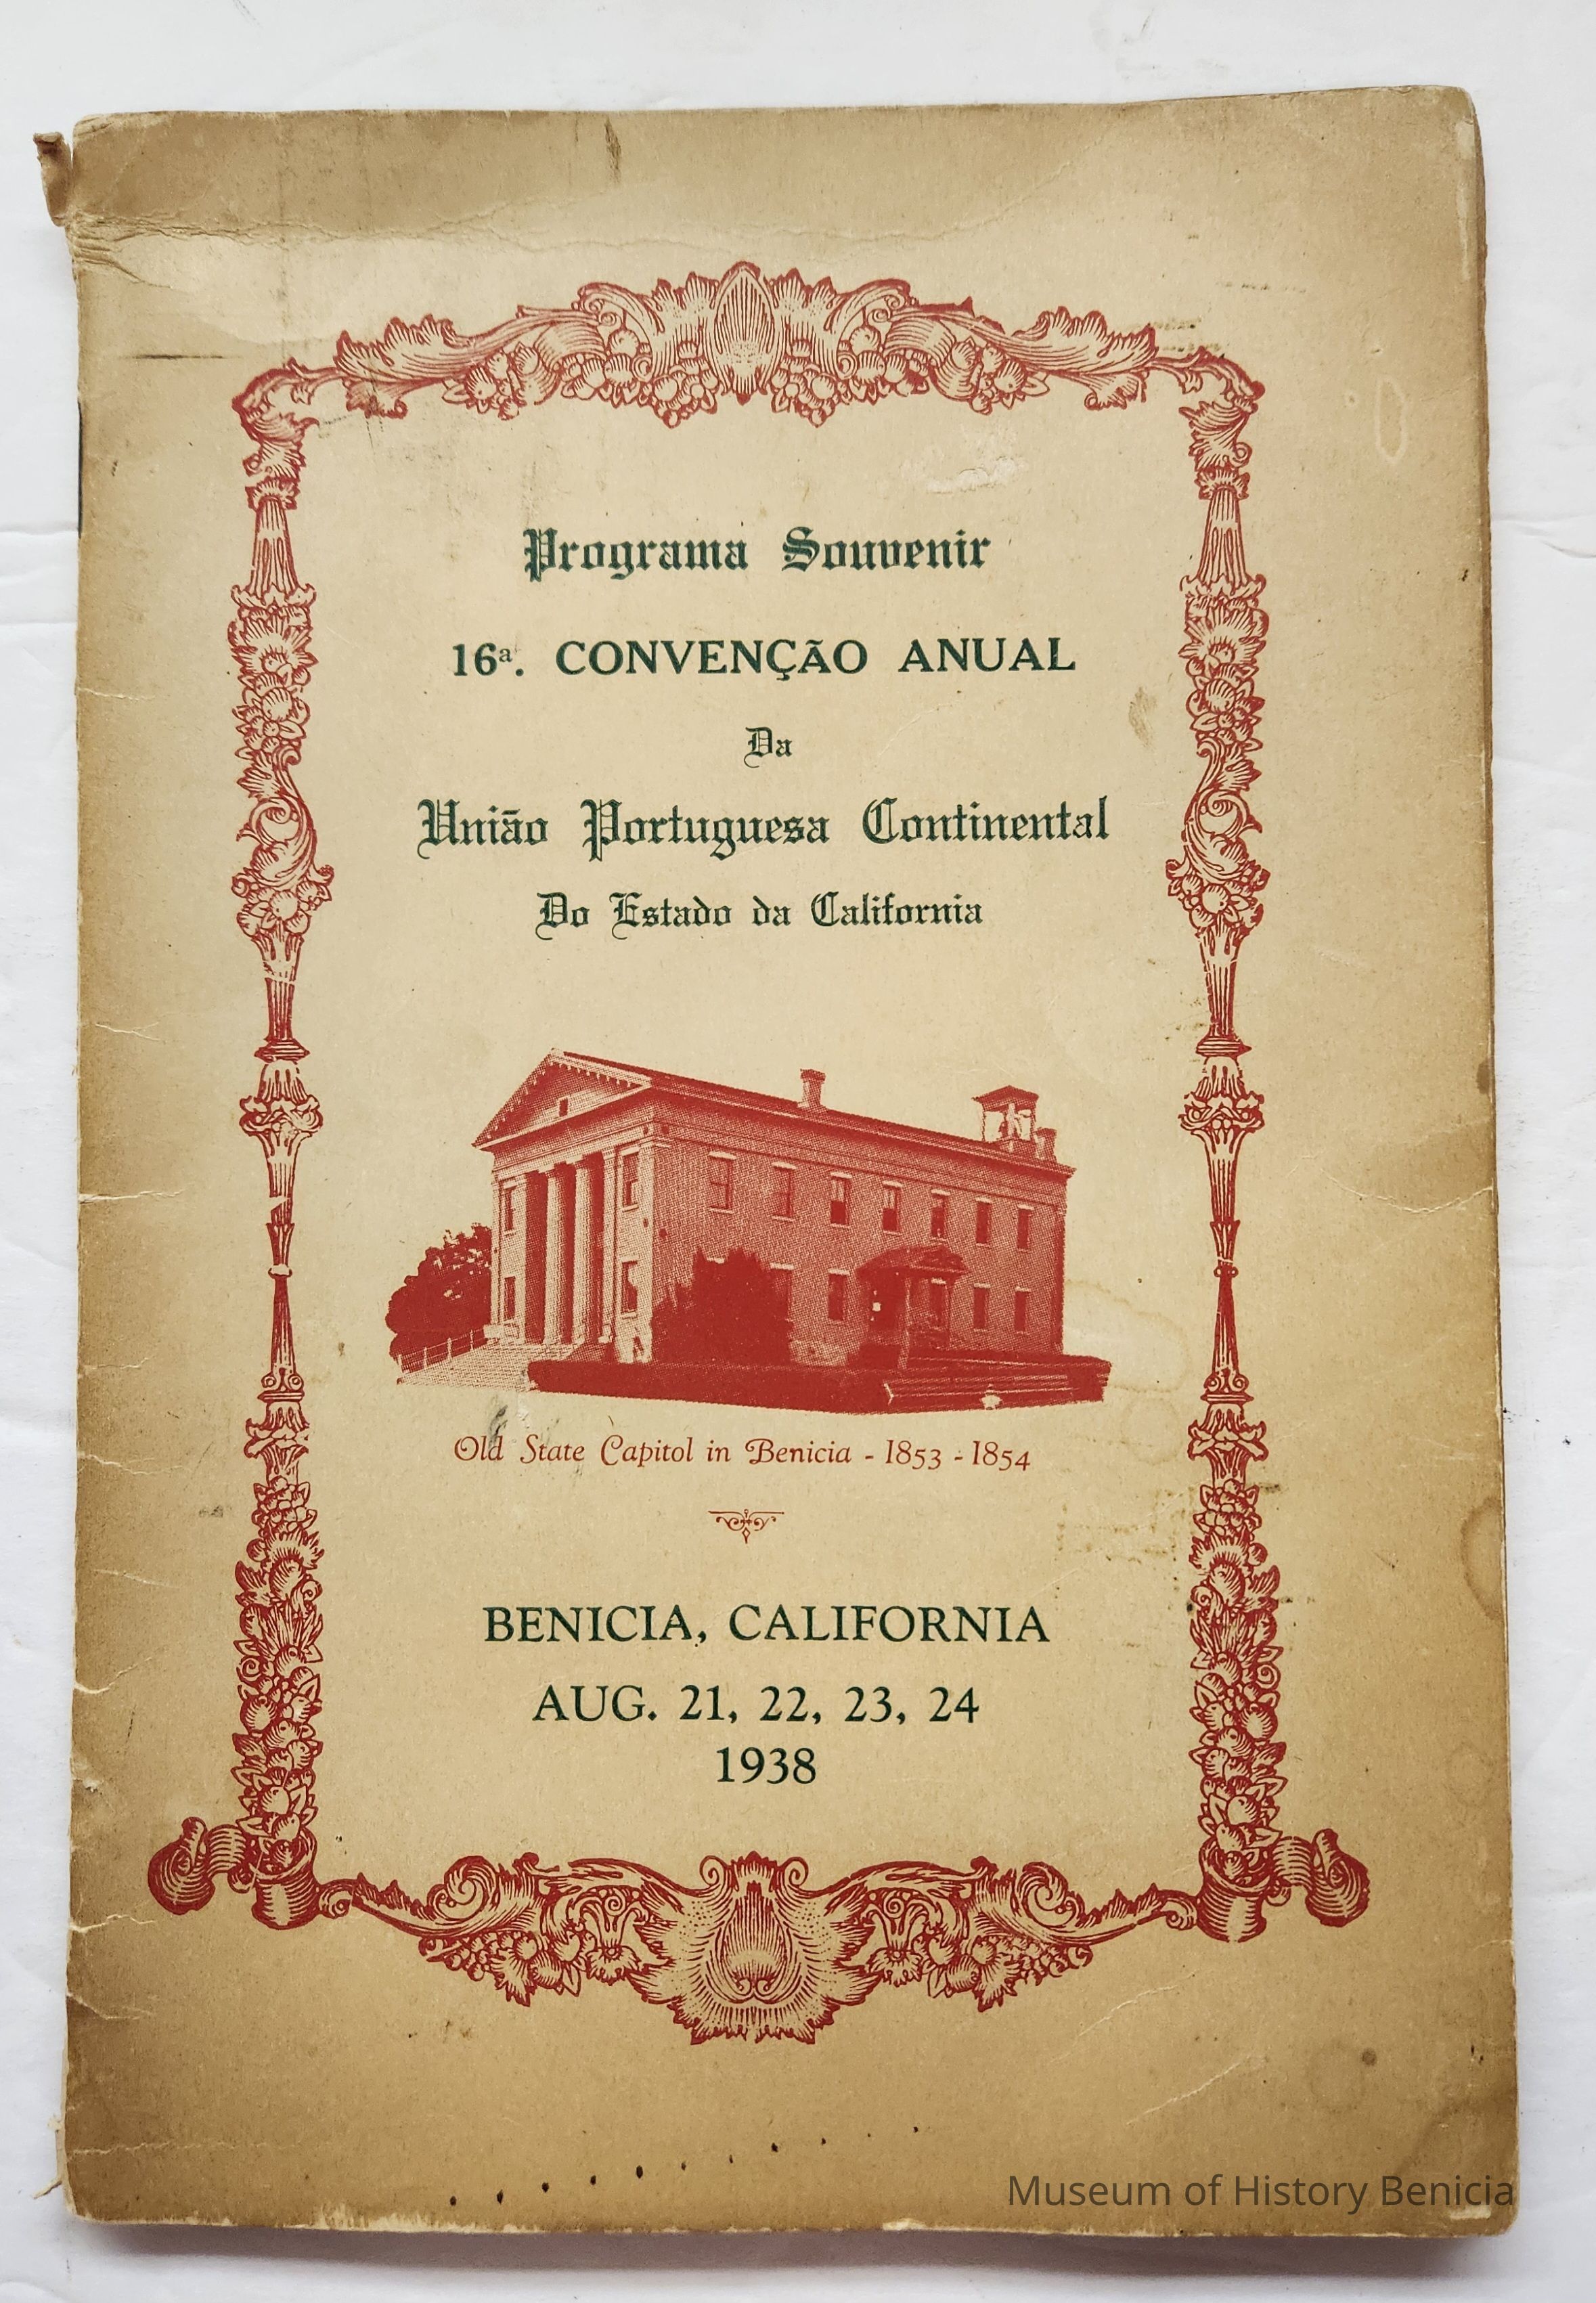 Programa Souvenir
16ª. CONVENÇÃO ANUAL
Da
União Portuguesa Continental
Do Estado da California
Old State Capitol in Benicia - 1853 - 1854
BENICIA, CALIFORNIA
AUG. 21, 22, 23, 24
1938
Museum of History Benicia